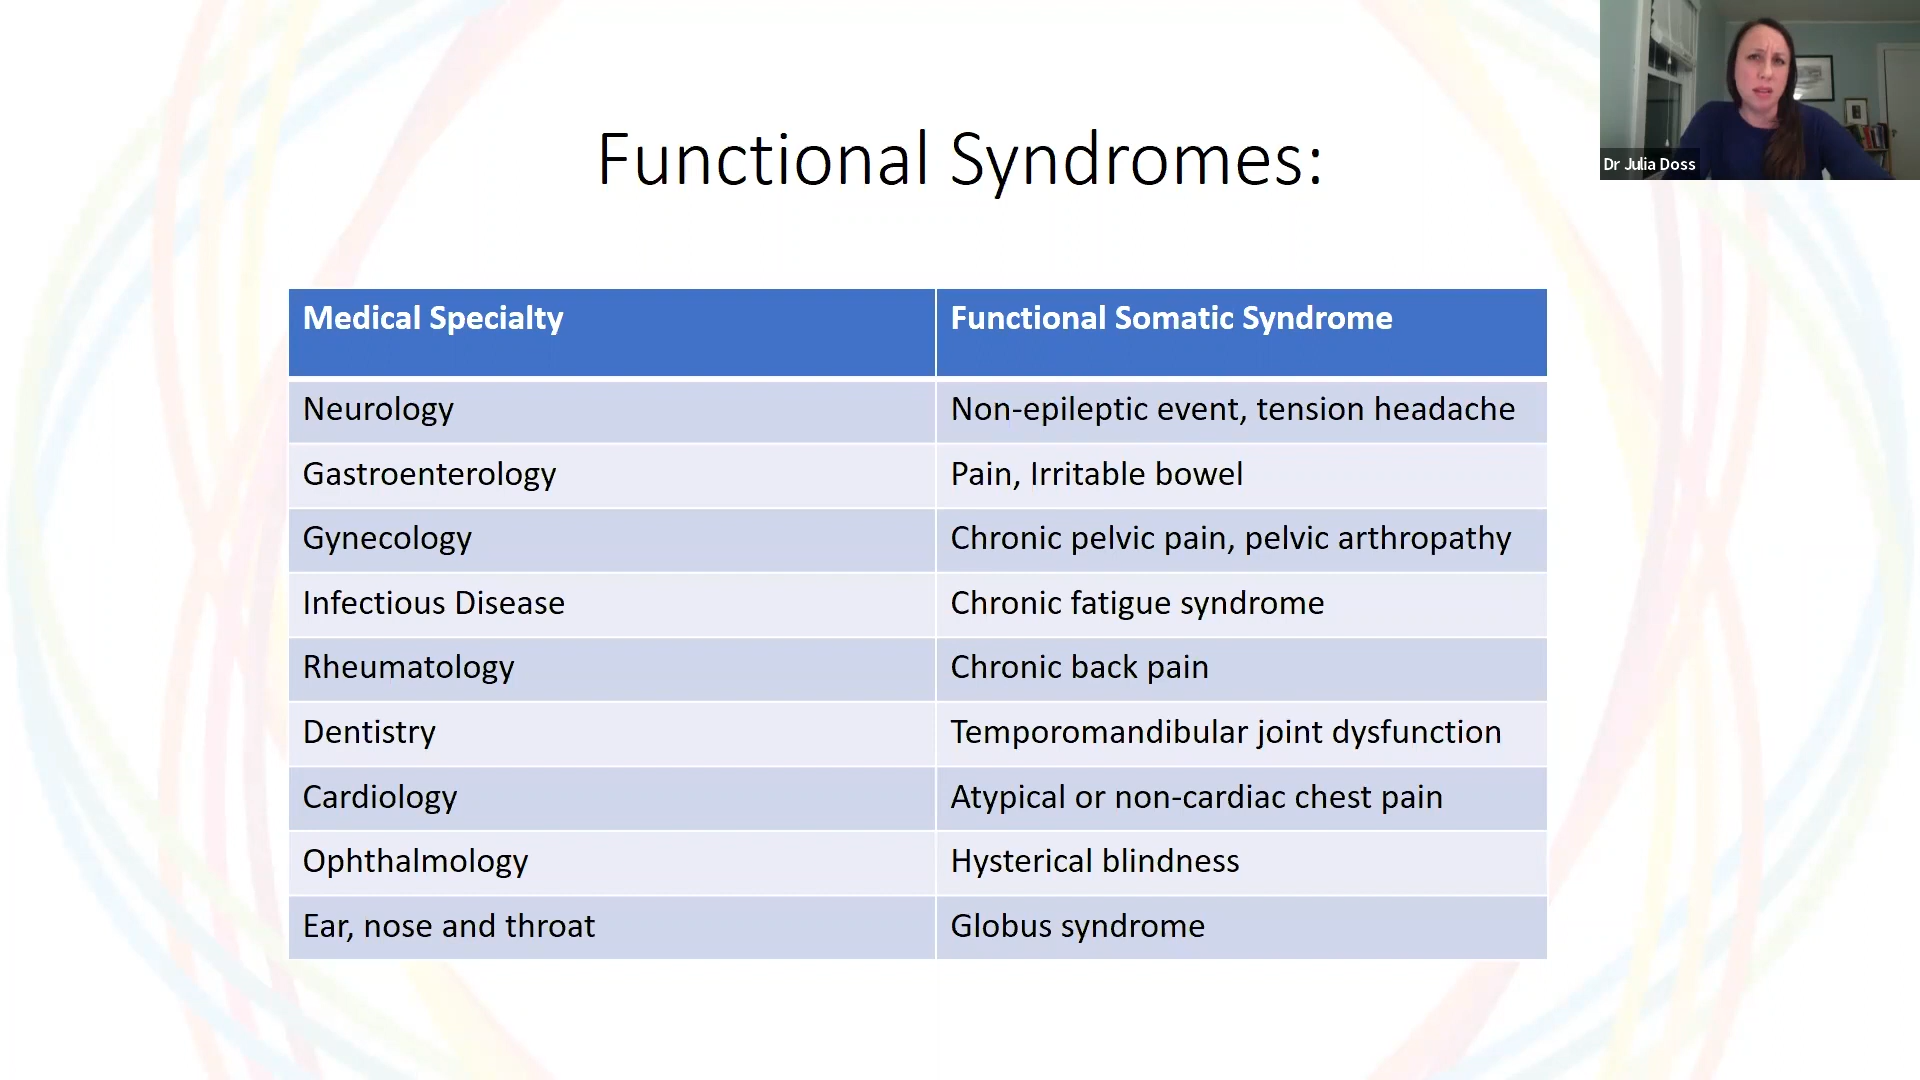 Functional Syndromes:
Dr Julia Doss
Medical Specialty Functional Somatic Syndrome
Neurology Non-epileptic event, tension headache
Gastroenterology Pain, Irritable bowel
Gynecology Chronic pelvic pain, pelvic arthropathy
Infectious Disease Chronic fatigue syndrome
Rheumatology Chronic back pain
Dentistry Temporomandibular joint dysfunction
Cardiology Atypical or non-cardiac chest pain
Ophthalmology Hysterical blindness
Ear, nose and throat Globus syndrome